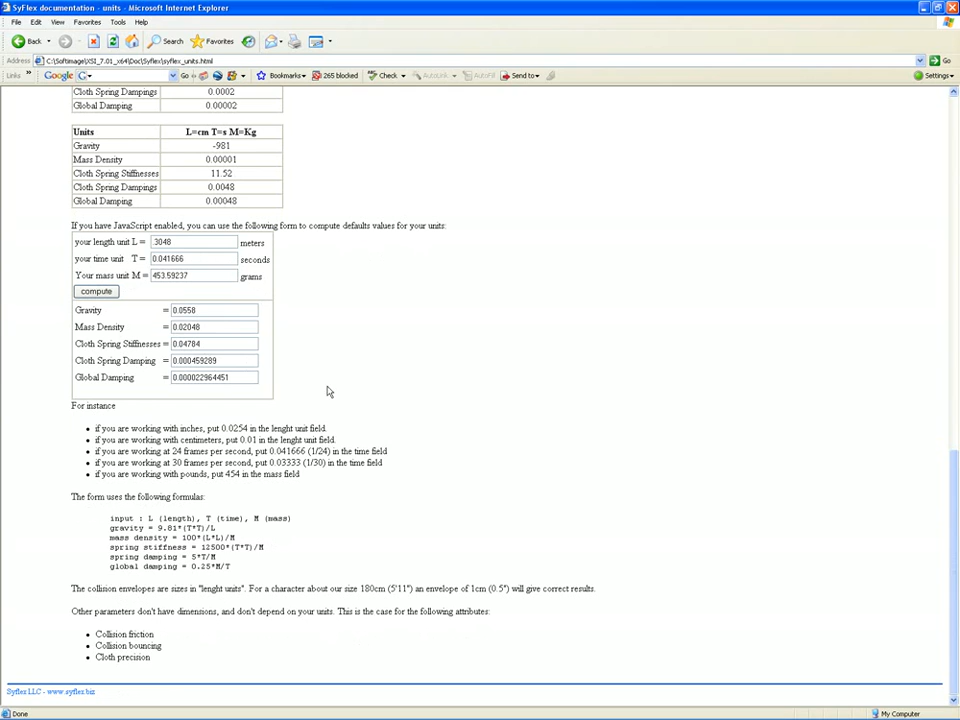 SyFlex documentation - units - Microsoft Internet Explorer
File Edit View Favorites Tools Help
Back Search Favorites
Address C:\Softimage\XSI_7.01_x64\Doc\Syflex\syflex_units.html Go
Links » Google Go Bookmarks 265 blocked Check AutoLink AutoFill Send to Settings
Cloth Spring Dampings 0.0002
Global Damping 0.00002
Units L=cm T=s M=Kg
Gravity -981
Mass Density 0.00001
Cloth Spring Stiffnesses 11.52
Cloth Spring Dampings 0.0048
Global Damping 0.00048
If you have JavaScript enabled, you can use the following form to compute defaults values for your units:
your length unit L = .3048 meters
your time unit T = 0.041666 seconds
Your mass unit M = 453.59237 grams
compute
Gravity = 0.0558
Mass Density = 0.02048
Cloth Spring Stiffnesses = 0.04784
Cloth Spring Damping = 0.000459289
Global Damping = 0.000022964451
For instance
• if you are working with inches, put 0.0254 in the lenght unit field.
• if you are working with centimeters, put 0.01 in the lenght unit field.
• if you are working at 24 frames per second, put 0.041666 (1/24) in the time field
• if you are working at 30 frames per second, put 0.03333 (1/30) in the time field
• if you are working with pounds, put 454 in the mass field
The form uses the following formulas:
input : L (length), T (time), M (mass)
gravity = 9.81*(T*T)/L
mass density = 100*(L*L)/M
spring stiffness = 12500*(T*T)/M
spring damping = 5*T/M
global damping = 0.25*M/T
The collision envelopes are sizes in "lenght units". For a character about our size 180cm (5'11") an envelope of 1cm (0.5") will give correct results.
Other parameters don't have dimensions, and don't depend on your units. This is the case for the following attributes:
• Collision friction
• Collision bouncing
• Cloth precision
Syflex LLC - www.syflex.biz
Done My Computer